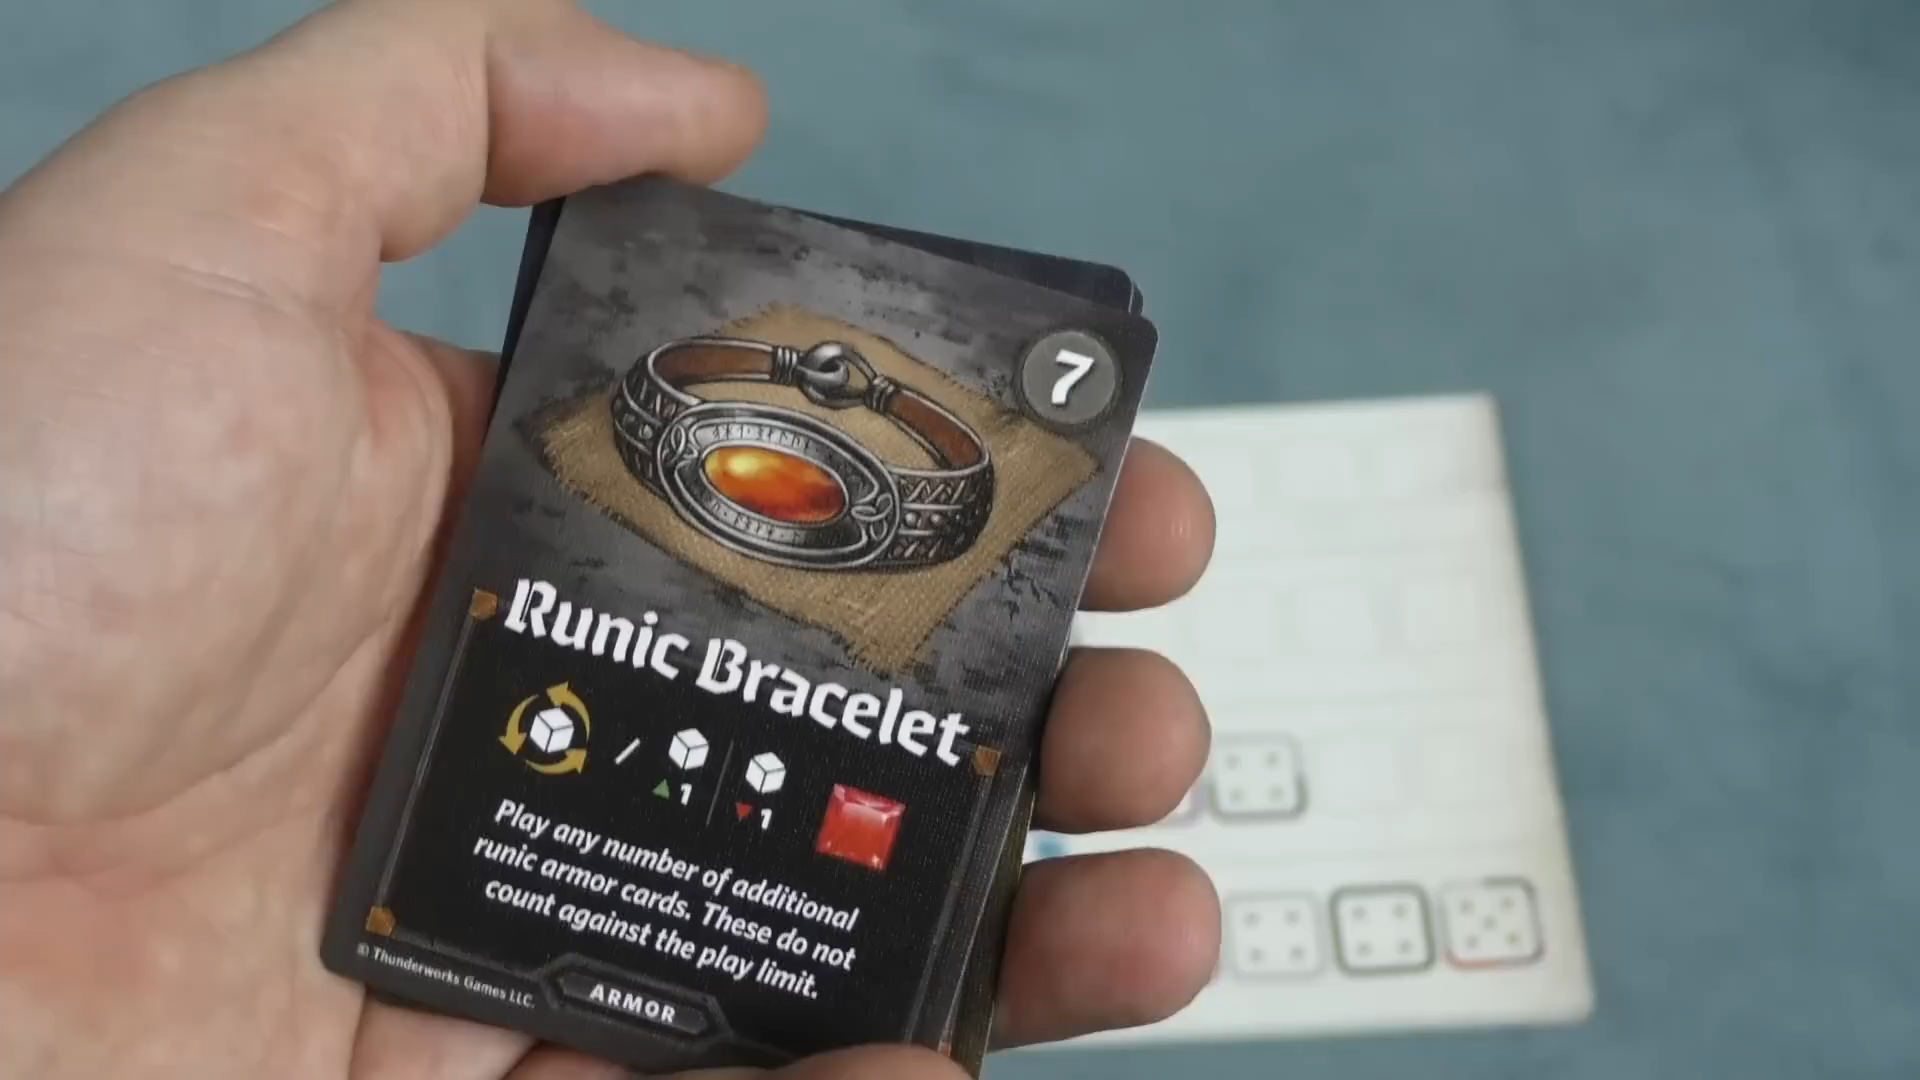 7
Runic Bracelet
/ 1 1
Play any number of additional
runic armor cards. These do not
count against the play limit.
© Thunderworks Games LLC.
ARMOR